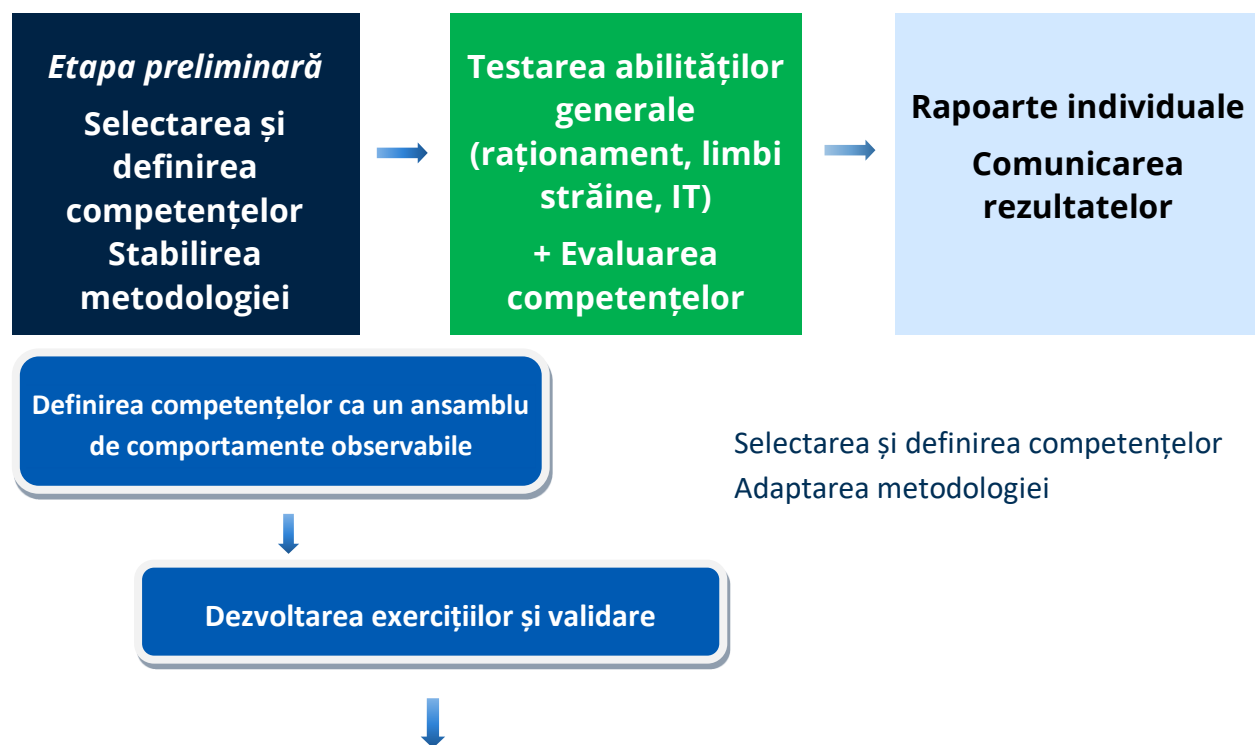 Etapa preliminară
Selectarea și
definirea
competențelor
Stabilirea
metodologiei
Testarea abilităților
generale
(raționament, limbi
străine, IT)
+ Evaluarea
competențelor
Rapoarte individuale
Comunicarea
rezultatelor
Definirea competențelor ca un ansamblu
de comportamente observabile
Selectarea și definirea competențelor
Adaptarea metodologiei
Dezvoltarea exercițiilor și validare